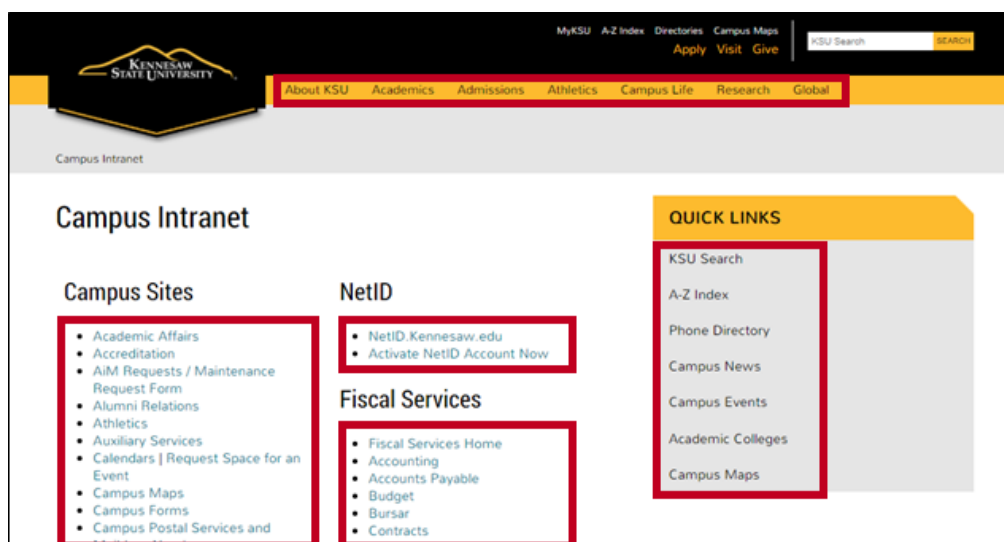 MyKSU A-Z Index Directories Campus Maps
Apply Visit Give
KSU Search
SEARCH
KENNESAW
STATE UNIVERSITY
About KSU Academics Admissions Athletics Campus Life Research Global
Campus Intranet
Campus Intranet
Campus Sites
Academic Affairs
Accreditation
AiM Requests / Maintenance
Request Form
Alumni Relations
Athletics
Auxiliary Services
Calendars | Request Space for an
Event
Campus Maps
Campus Forms
Campus Postal Services and
NetID
NetID.Kennesaw.edu
Activate NetID Account Now
Fiscal Services
Fiscal Services Home
Accounting
Accounts Payable
Budget
Bursar
Contracts
QUICK LINKS
KSU Search
A-Z Index
Phone Directory
Campus News
Campus Events
Academic Colleges
Campus Maps